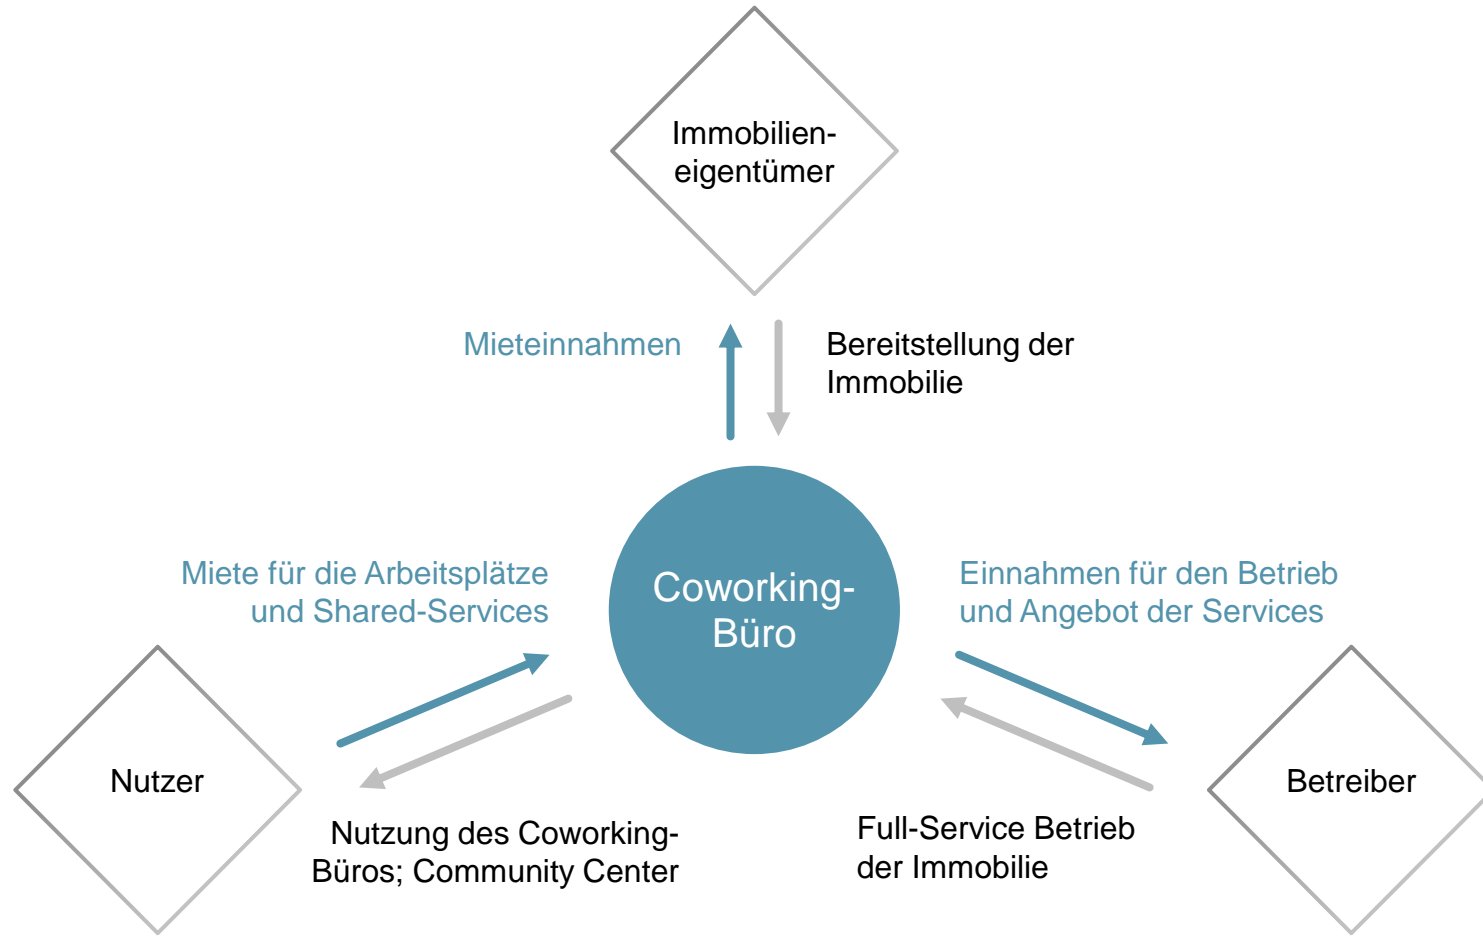 Immobilien-
eigentümer
Mieteinnahmen
Bereitstellung der
Immobilie
Miete für die Arbeitsplätze
und Shared-Services
Coworking-
Büro
Einnahmen für den Betrieb
und Angebot der Services
Nutzer
Betreiber
Nutzung des Coworking-
Büros; Community Center
Full-Service Betrieb
der Immobilie